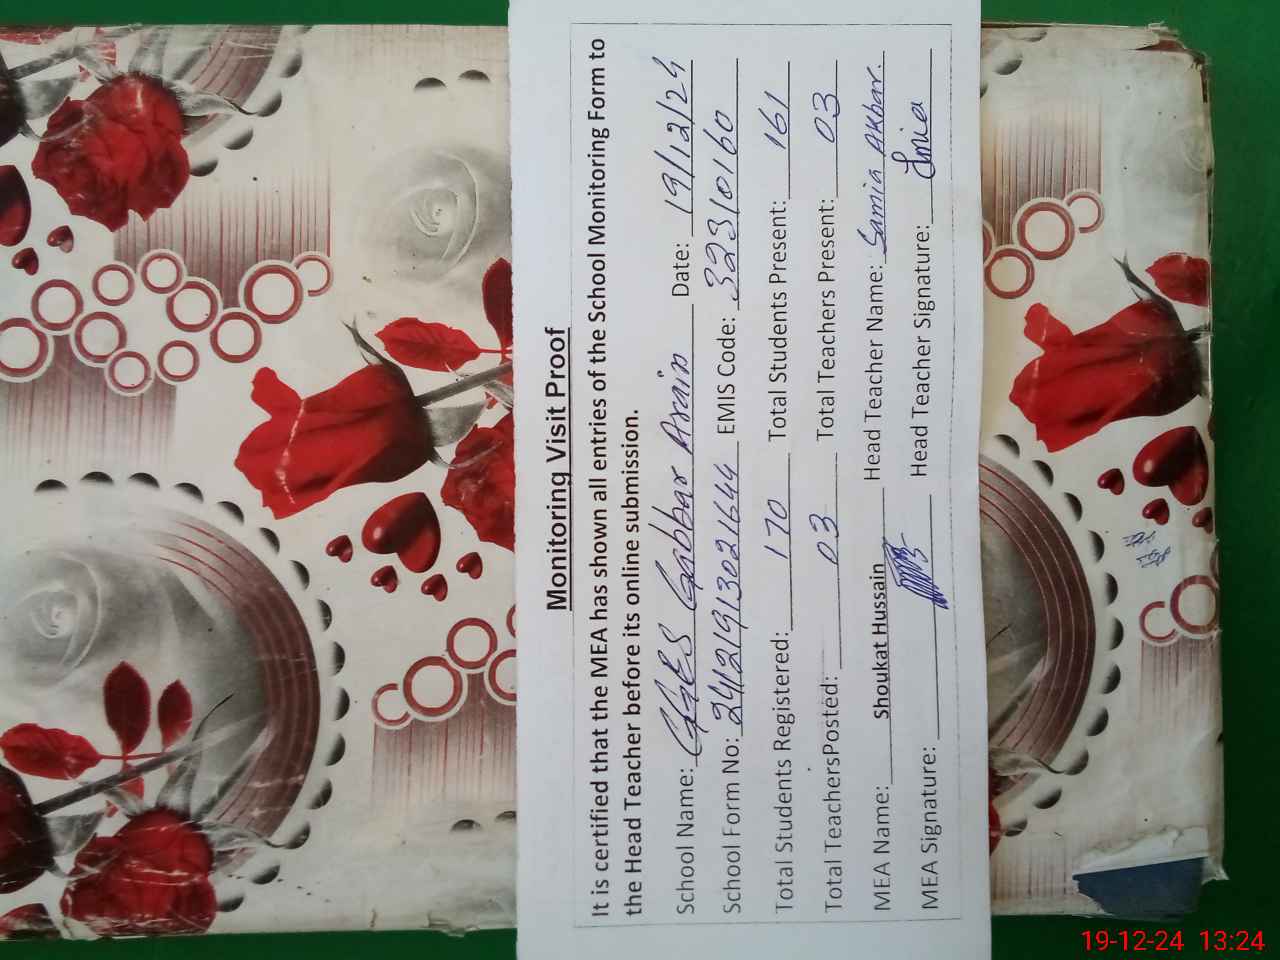 Monitoring Visit Proof
It is certified that the MEA has shown all entries of the School Monitoring Form to
the Head Teacher before its online submission.
School Name: GGES Gabbar Arain Date: 19/12/24
School Form No: 24121913021644 EMIS Code: 32310160
Total Students Registered: 170 Total Students Present: 161
Total TeachersPosted: 03 Total Teachers Present: 03
MEA Name: Shoukat Hussain Head Teacher Name: Samia Akbar.
MEA Signature: Head Teacher Signature:
19-12-24 13:24